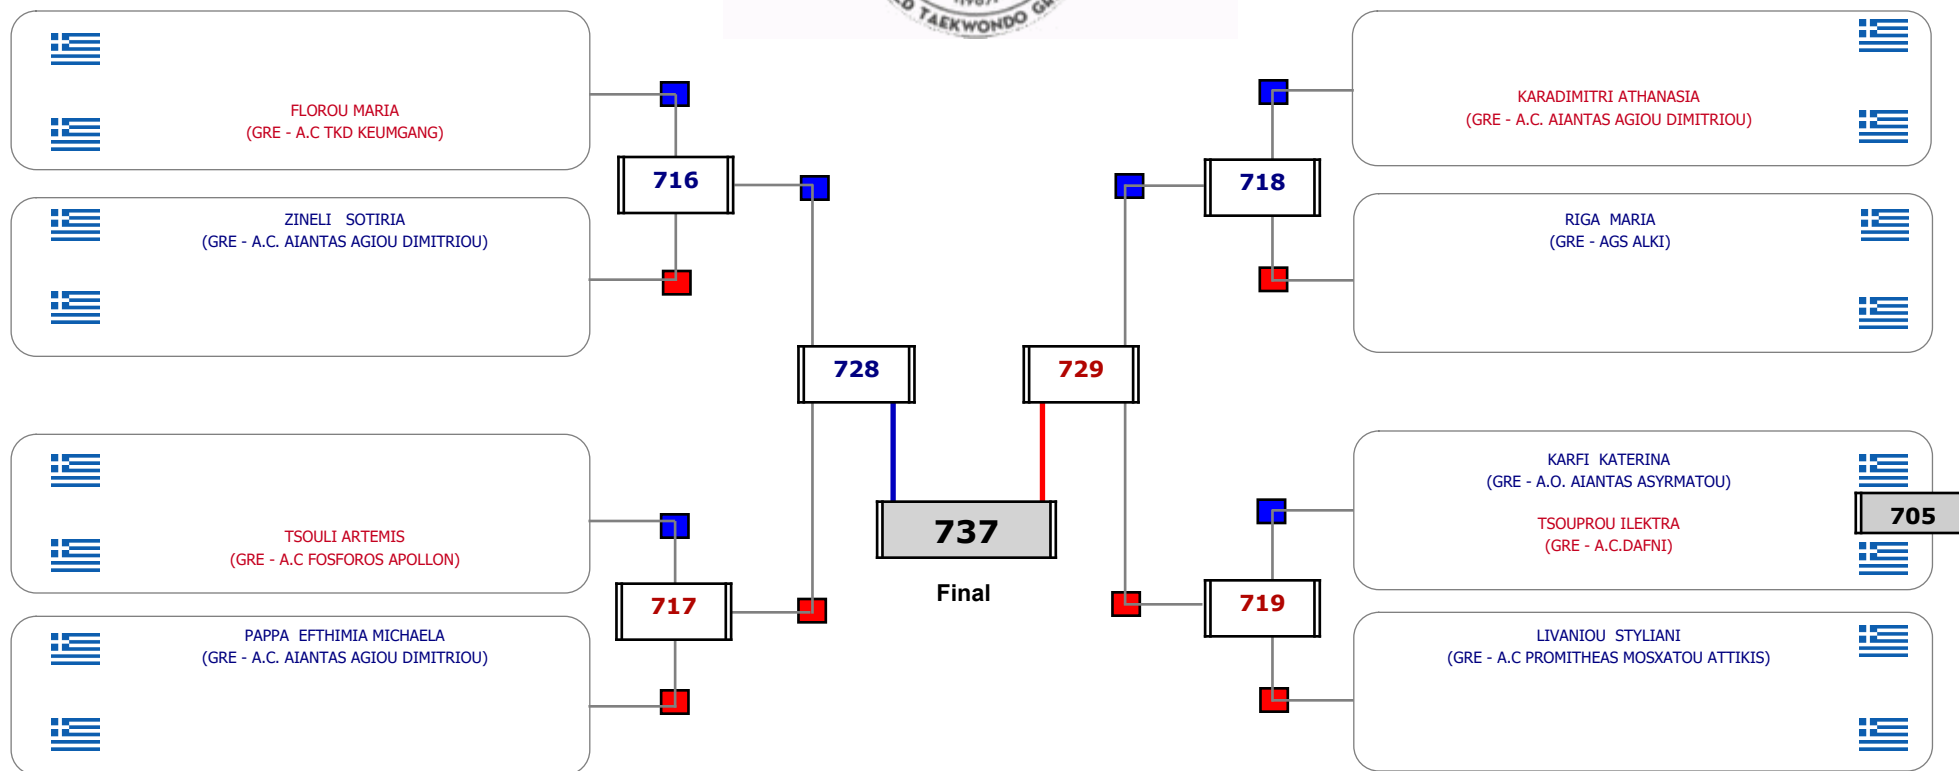 TAEKWONDO
FLOROU MARIA
(GRE - A.C TKD KEUMGANG)
716
ZINELI SOTIRIA
(GRE - A.C. AIANTAS AGIOU DIMITRIOU)
728
TSOULI ARTEMIS
(GRE - A.C FOSFOROS APOLLON)
717
PAPPA EFTHIMIA MICHAELA
(GRE - A.C. AIANTAS AGIOU DIMITRIOU)
737
Final
KARADIMITRI ATHANASIA
(GRE - A.C. AIANTAS AGIOU DIMITRIOU)
718
RIGA MARIA
(GRE - AGS ALKI)
729
KARFI KATERINA
(GRE - A.O. AIANTAS ASYRMATOU)
705
TSOUPROU ILEKTRA
(GRE - A.C.DAFNI)
719
LIVANIOU STYLIANI
(GRE - A.C PROMITHEAS MOSXATOU ATTIKIS)